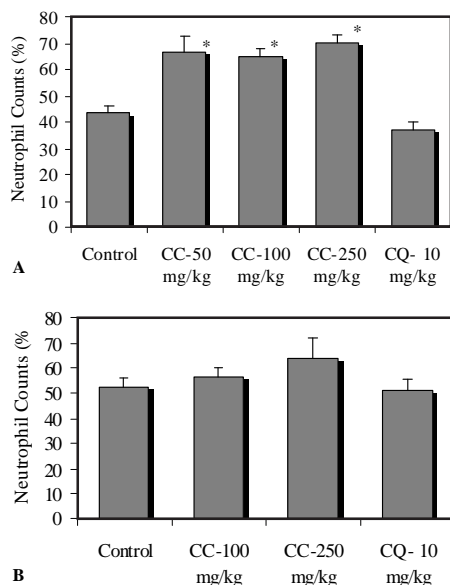 80
70
60
50
40
30
20
10
0
Neutrophil Counts (%)
* * *
Control CC-50 CC-100 CC-250 CQ- 10
mg/kg mg/kg mg/kg mg/kg
A
80
70
60
50
40
30
20
10
0
Neutrophil Counts (%
Control CC-100 CC-250 CQ- 10
mg/kg mg/kg mg/kg
B